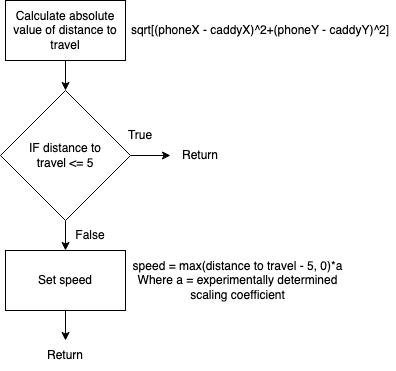 Calculate absolute
value of distance to
travel
sqrt[(phoneX - caddyX)^2+(phoneY - caddyY)^2]
IF distance to
travel <= 5
True
Return
False
Set speed
speed = max(distance to travel - 5, 0)*a
Where a = experimentally determined
scaling coefficient
Return